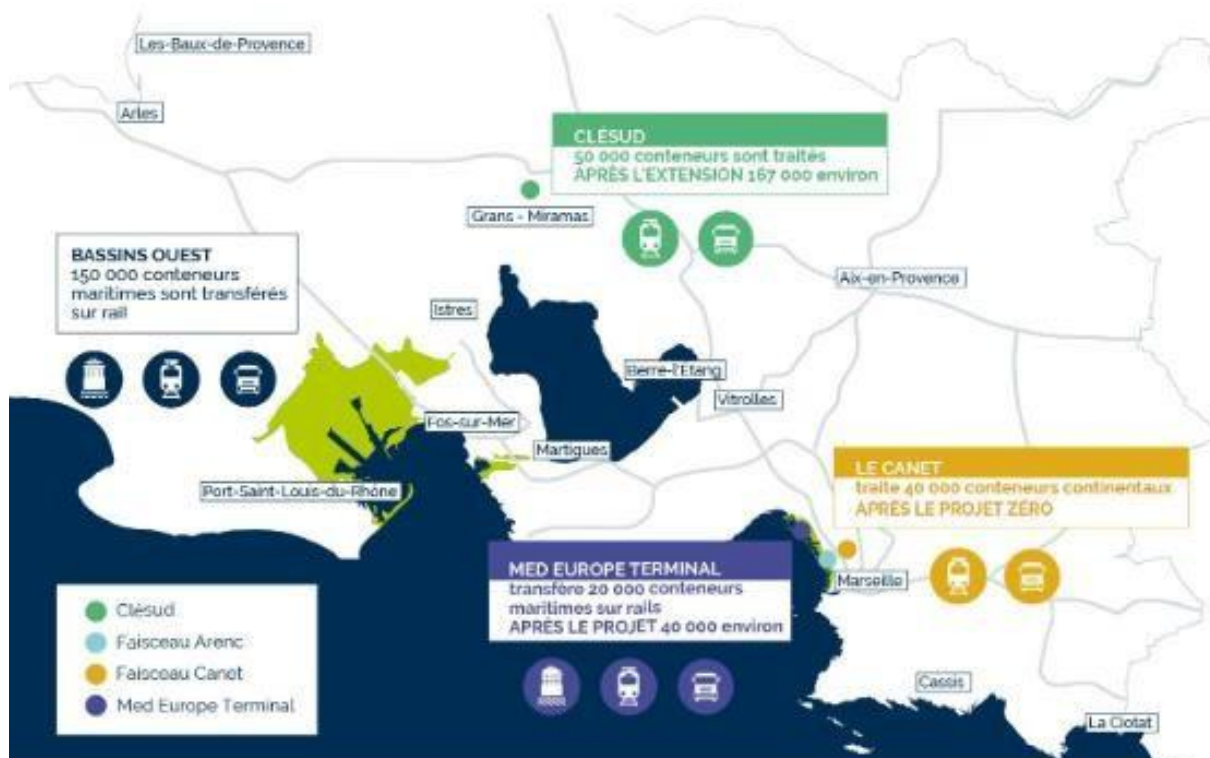 Les-Baux-de-Provence
Arles
CLÉSUD
50 000 conteneurs sont traités
APRÈS L'EXTENSION 167 000 environ
Grans - Miramas
BASSINS OUEST
150 000 conteneurs
maritimes sont transférés
sur rail
Aix-en-Provence
Istres
Berre-l'Etang
Vitrolles
Fos-sur-Mer
Martigues
Port-Saint-Louis-du-Rhône
LE CANET
traite 40 000 conteneurs continentaux
APRÈS LE PROJET ZÉRO
MED EUROPE TERMINAL
transfère 20 000 conteneurs
maritimes sur rails
APRÈS LE PROJET 40 000 environ
Marseille
Clésud
Faisceau Arenc
Faisceau Canet
Med Europe Terminal
Cassis
La Ciotat